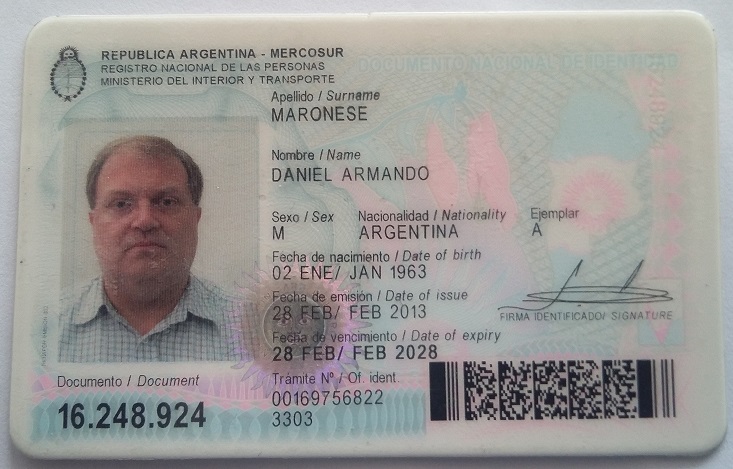 REPUBLICA ARGENTINA - MERCOSUR
REGISTRO NACIONAL DE LAS PERSONAS
MINISTERIO DEL INTERIOR Y TRANSPORTE
DOCUMENTO NACIONAL DE IDENTIDAD
Apellido / Surname
MARONESE
Nombre / Name
DANIEL ARMANDO
Sexo / Sex Nacionalidad / Nationality Ejemplar
M ARGENTINA A
Fecha de nacimiento / Date of birth
02 ENE/ JAN 1963
Fecha de emisión / Date of issue
28 FEB/ FEB 2013
FIRMA IDENTIFICADO/ SIGNATURE
Fecha de vencimiento / Date of expiry
28 FEB/ FEB 2028
Documento / Document
16.248.924
Trámite Nº / Of. ident.
00169756822
3303